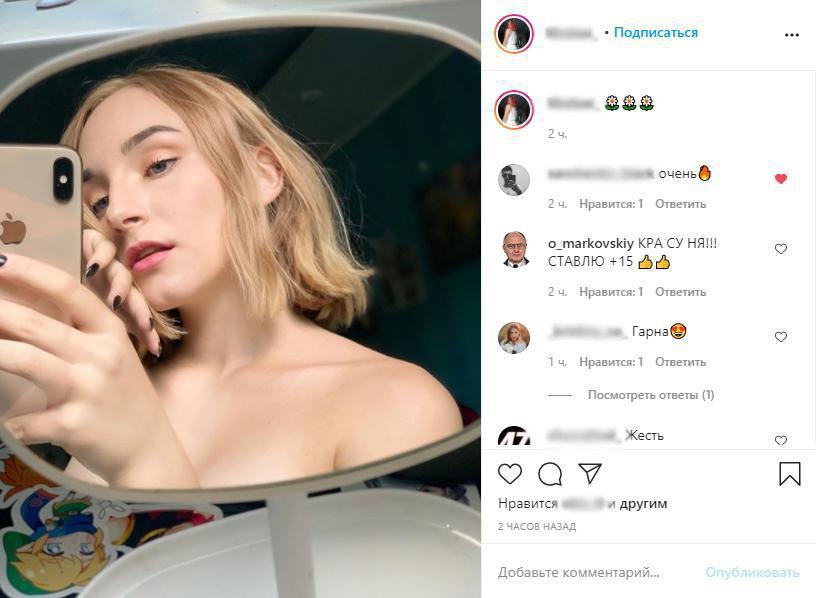 • Подписаться
2 ч.
очень🔥
2 ч. Нравится: 1 Ответить
o_markovskiy КРА СУ НЯ!!!
СТАВЛЮ +15 👍👍
2 ч. Нравится: 1 Ответить
Гарна😍
1 ч. Нравится: 1 Ответить
Посмотреть ответы (1)
47
Жесть
Нравится и другим
2 ЧАСОВ НАЗАД
Добавьте комментарий...
Опубликовать